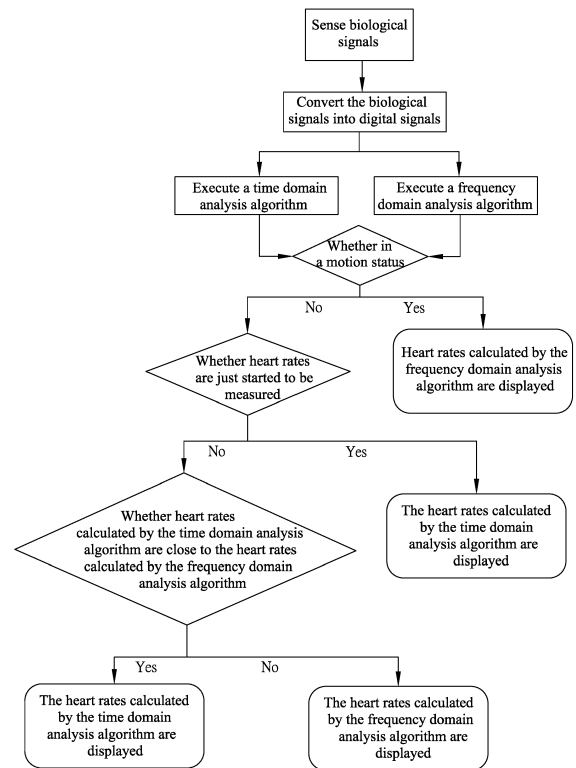 Sense biological
signals
Convert the biological
signals into digital signals
Execute a time domain
analysis algorithm
Execute a frequency
domain analysis algorithm
Whether in
a motion status
No
Yes
Whether heart rates
are just started to be
measured
Heart rates calculated by the
frequency domain analysis
algorithm are displayed
No
Yes
Whether heart rates
calculated by the time domain analysis
algorithm are close to the heart rates
calculated by the frequency domain
analysis algorithm
The heart rates calculated
by the time domain
analysis algorithm are
displayed
Yes
No
The heart rates calculated
by the time domain
analysis algorithm are
displayed
The heart rates calculated
by the frequency domain
analysis algorithm are
displayed